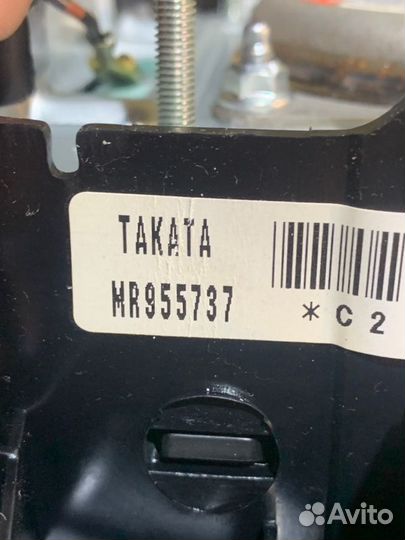 TAKATA
MR955737
*C2
Avito